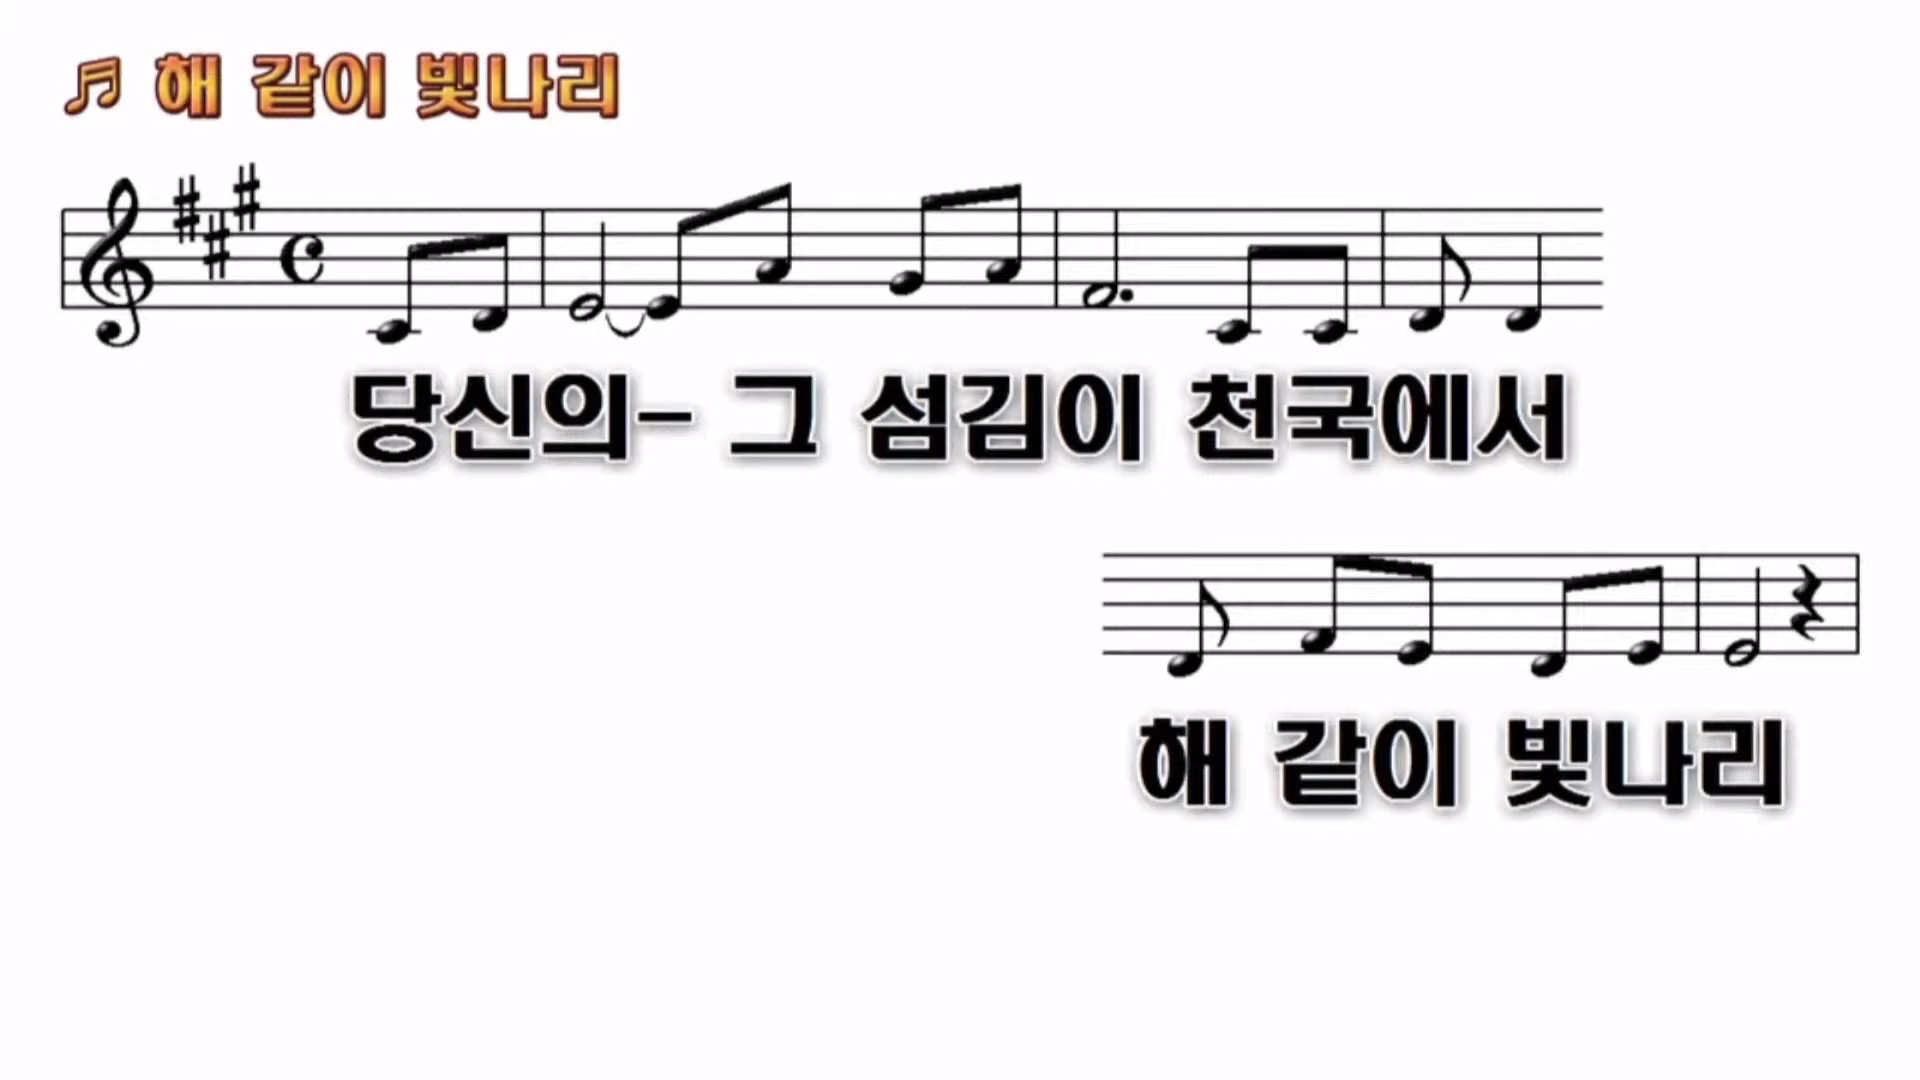 ♬ 해 같이 빛나리
당신의- 그 섬김이 천국에서
해 같이 빛나리